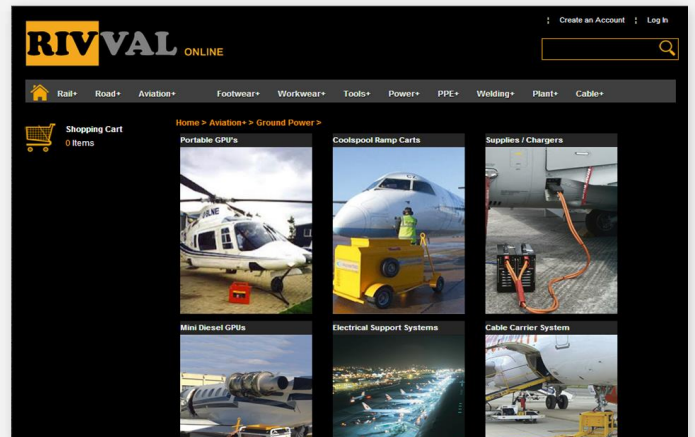 ¦ Create an Account ¦ Log In
RIVVAL ONLINE
Rail+ Road+ Aviation+ Footwear+ Workwear+ Tools+ Power+ PPE+ Welding+ Plant+ Cable+
Shopping Cart
0 Items
Home > Aviation+ > Ground Power >
Portable GPU's Coolspool Ramp Carts Supplies / Chargers
Mini Diesel GPUs Electrical Support Systems Cable Carrier System